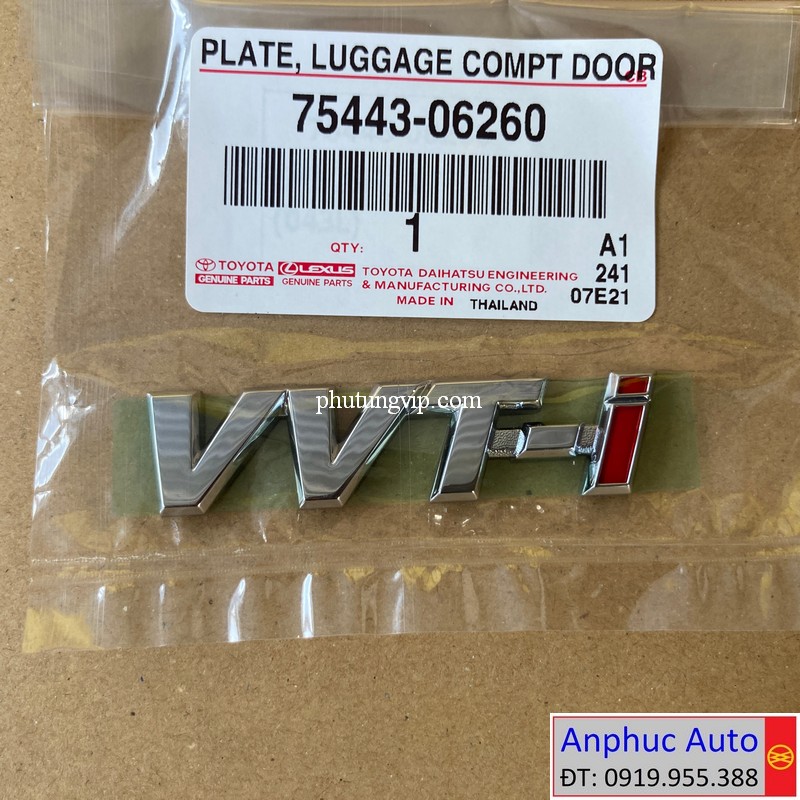 PLATE, LUGGAGE COMPT DOOR
CB
75443-06260
QTY: 1
A1
241
07E21
TOYOTA
GENUINE PARTS
LEXUS
GENUINE PARTS
TOYOTA DAIHATSU ENGINEERING
& MANUFACTURING CO.,LTD.
MADE IN THAILAND
VVT-i
phutungvip.com
Anphuc Auto
ĐT: 0919.955.388